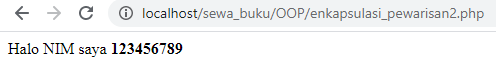 localhost/sewa_buku/OOP/enkapsulasi_pewarisan2.php
Halo NIM saya 123456789